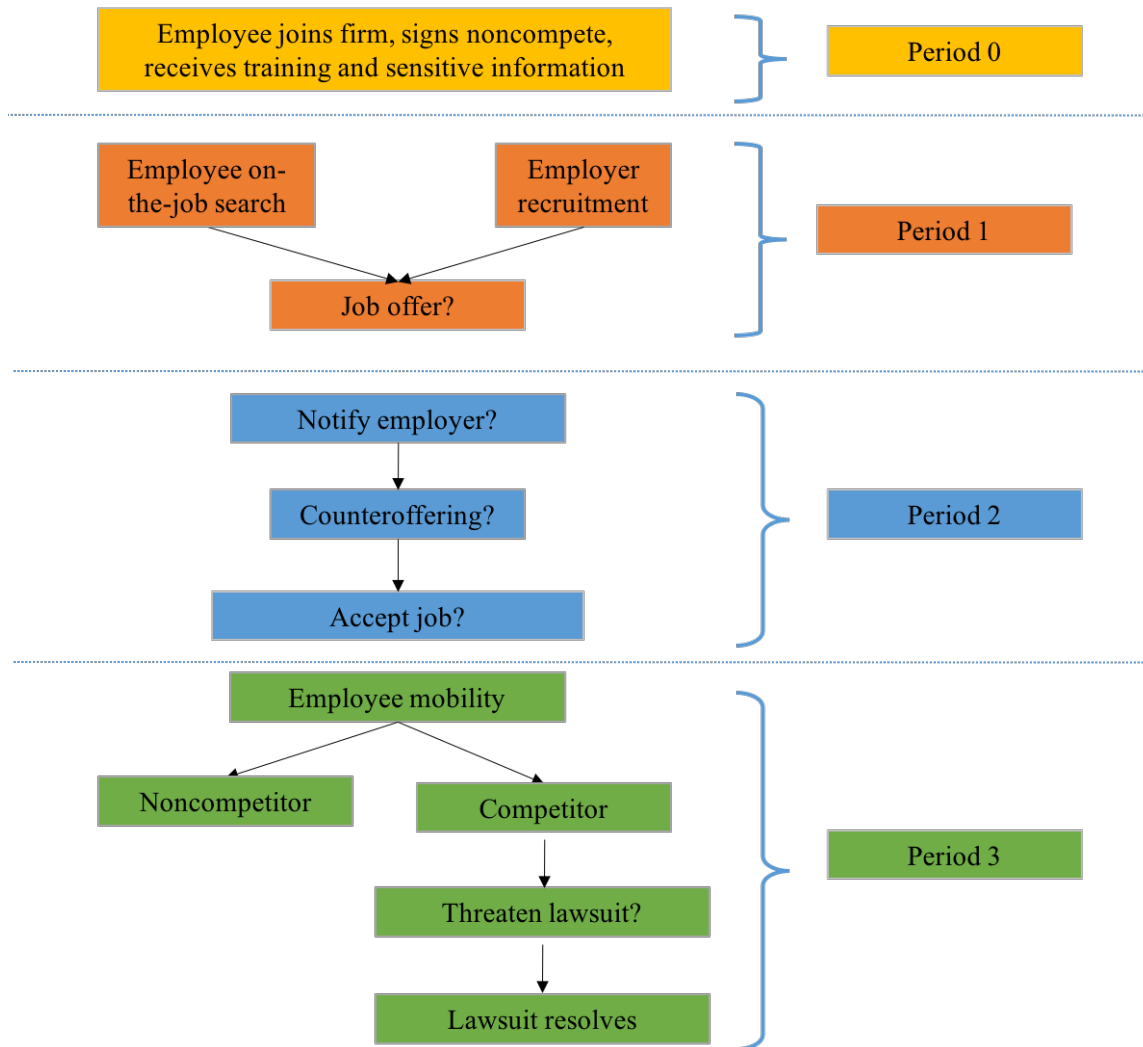 Employee joins firm, signs noncompete,
receives training and sensitive information
Period 0
Employee on-
the-job search
Employer
recruitment
Period 1
Job offer?
Notify employer?
Counteroffering?
Period 2
Accept job?
Employee mobility
Noncompetitor
Competitor
Period 3
Threaten lawsuit?
Lawsuit resolves